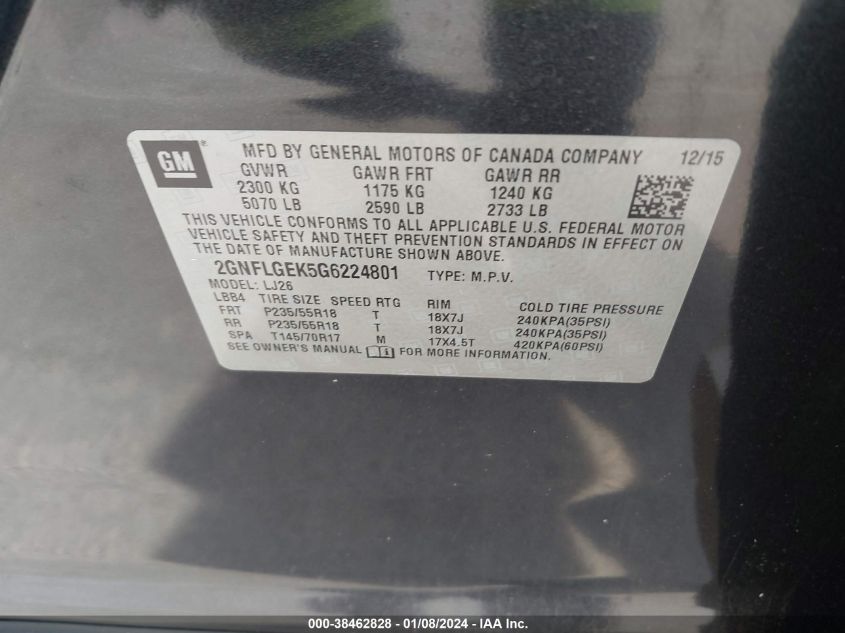 GM ® MFD BY GENERAL MOTORS OF CANADA COMPANY 12/15
GVWR GAWR FRT GAWR RR
2300 KG 1175 KG 1240 KG
5070 LB 2590 LB 2733 LB
THIS VEHICLE CONFORMS TO ALL APPLICABLE U.S. FEDERAL MOTOR
VEHICLE SAFETY AND THEFT PREVENTION STANDARDS IN EFFECT ON
THE DATE OF MANUFACTURE SHOWN ABOVE.
2GNFLGEK5G6224801 TYPE: M.P.V.
MODEL: LJ26
LBB4 TIRE SIZE SPEED RTG RIM COLD TIRE PRESSURE
FRT P235/55R18 T 18X7J 240KPA(35PSI)
RR P235/55R18 T 18X7J 240KPA(35PSI)
SPA T145/70R17 M 17X4.5T 420KPA(60PSI)
SEE OWNER'S MANUAL FOR MORE INFORMATION.
000-38462828 - 01/08/2024 - IAA Inc.